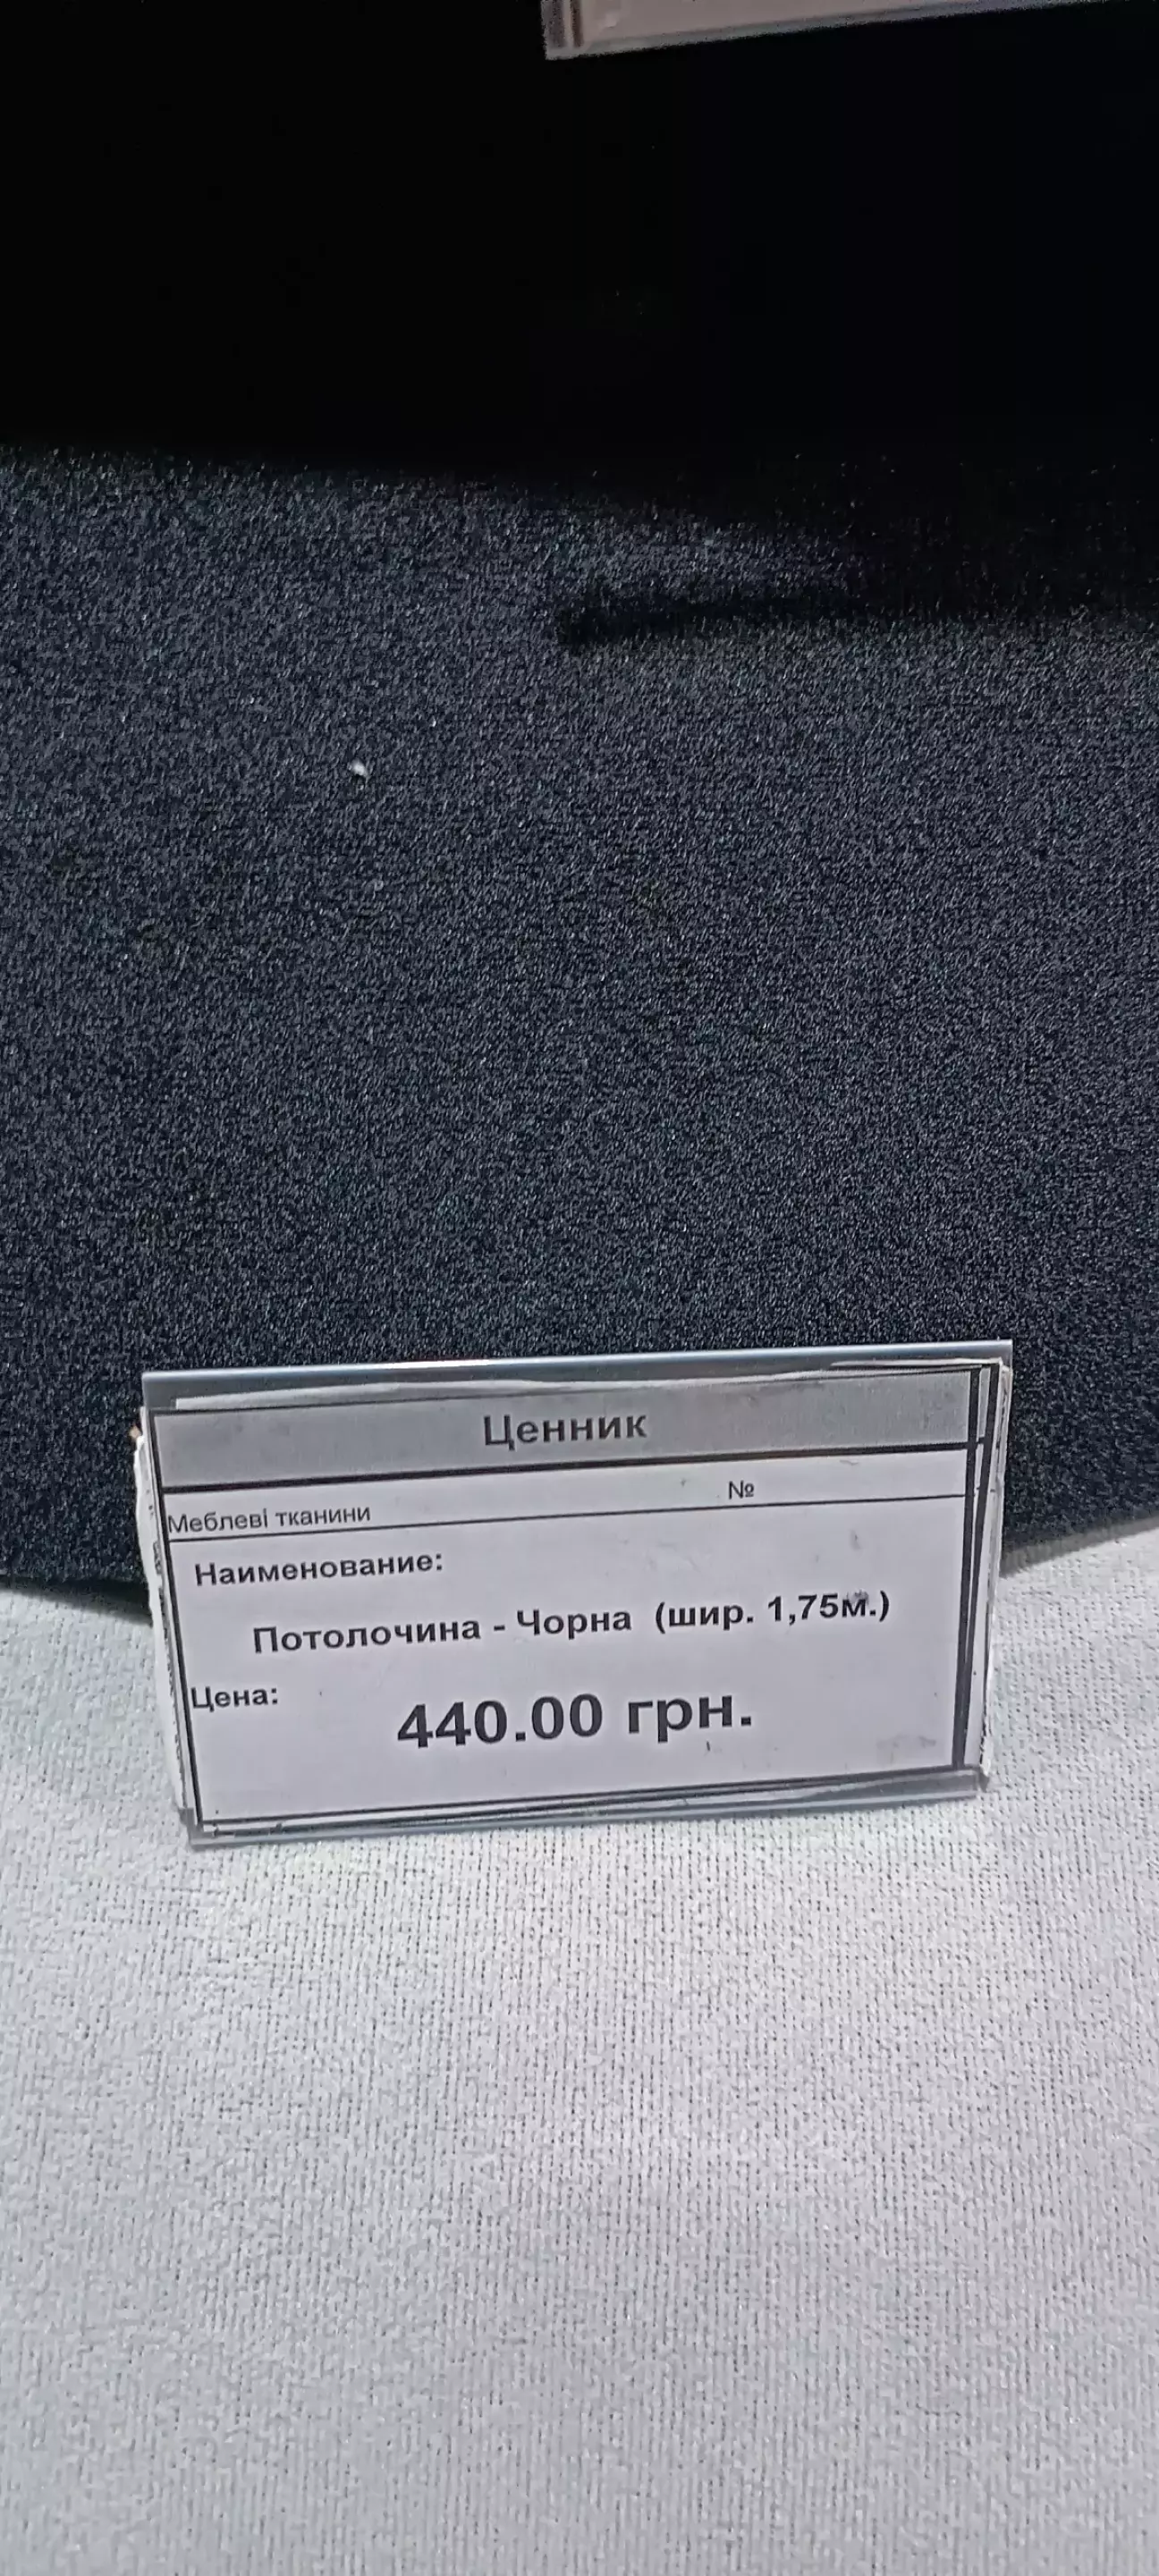 Ценник
Меблеві тканини №
Наименование:
Потолочина - Чорна (шир. 1,75м.)
Цена:
440.00 грн.